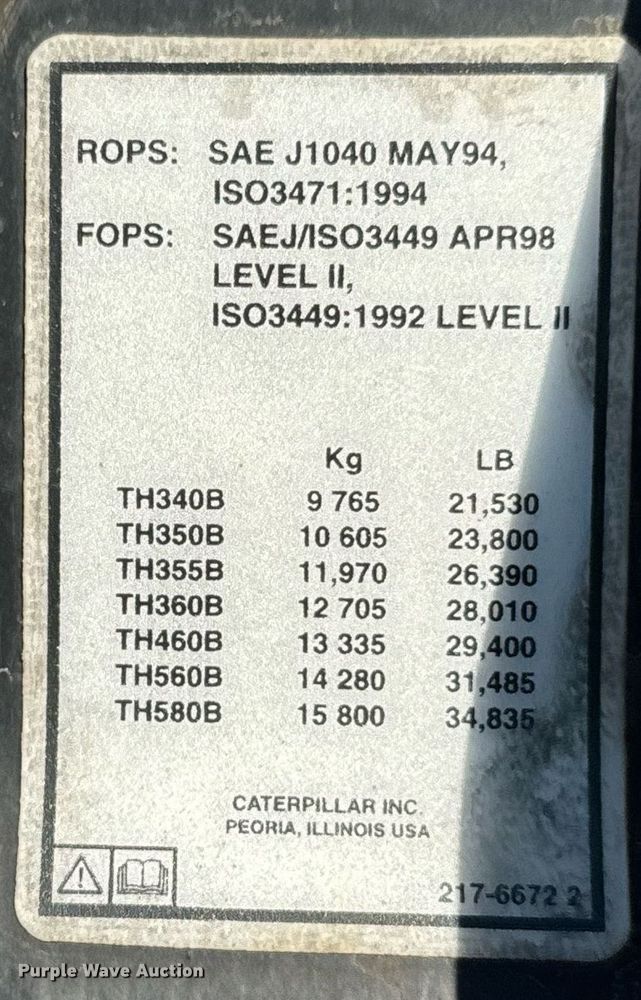 ROPS: SAE J1040 MAY94,
ISO3471:1994
FOPS: SAEJ/ISO3449 APR98
LEVEL II,
ISO3449:1992 LEVEL II
Kg LB
TH340B 9 765 21,530
TH350B 10 605 23,800
TH355B 11,970 26,390
TH360B 12 705 28,010
TH460B 13 335 29,400
TH560B 14 280 31,485
TH580B 15 800 34,835
CATERPILLAR INC.
PEORIA, ILLINOIS USA
217-6672 2
Purple Wave Auction